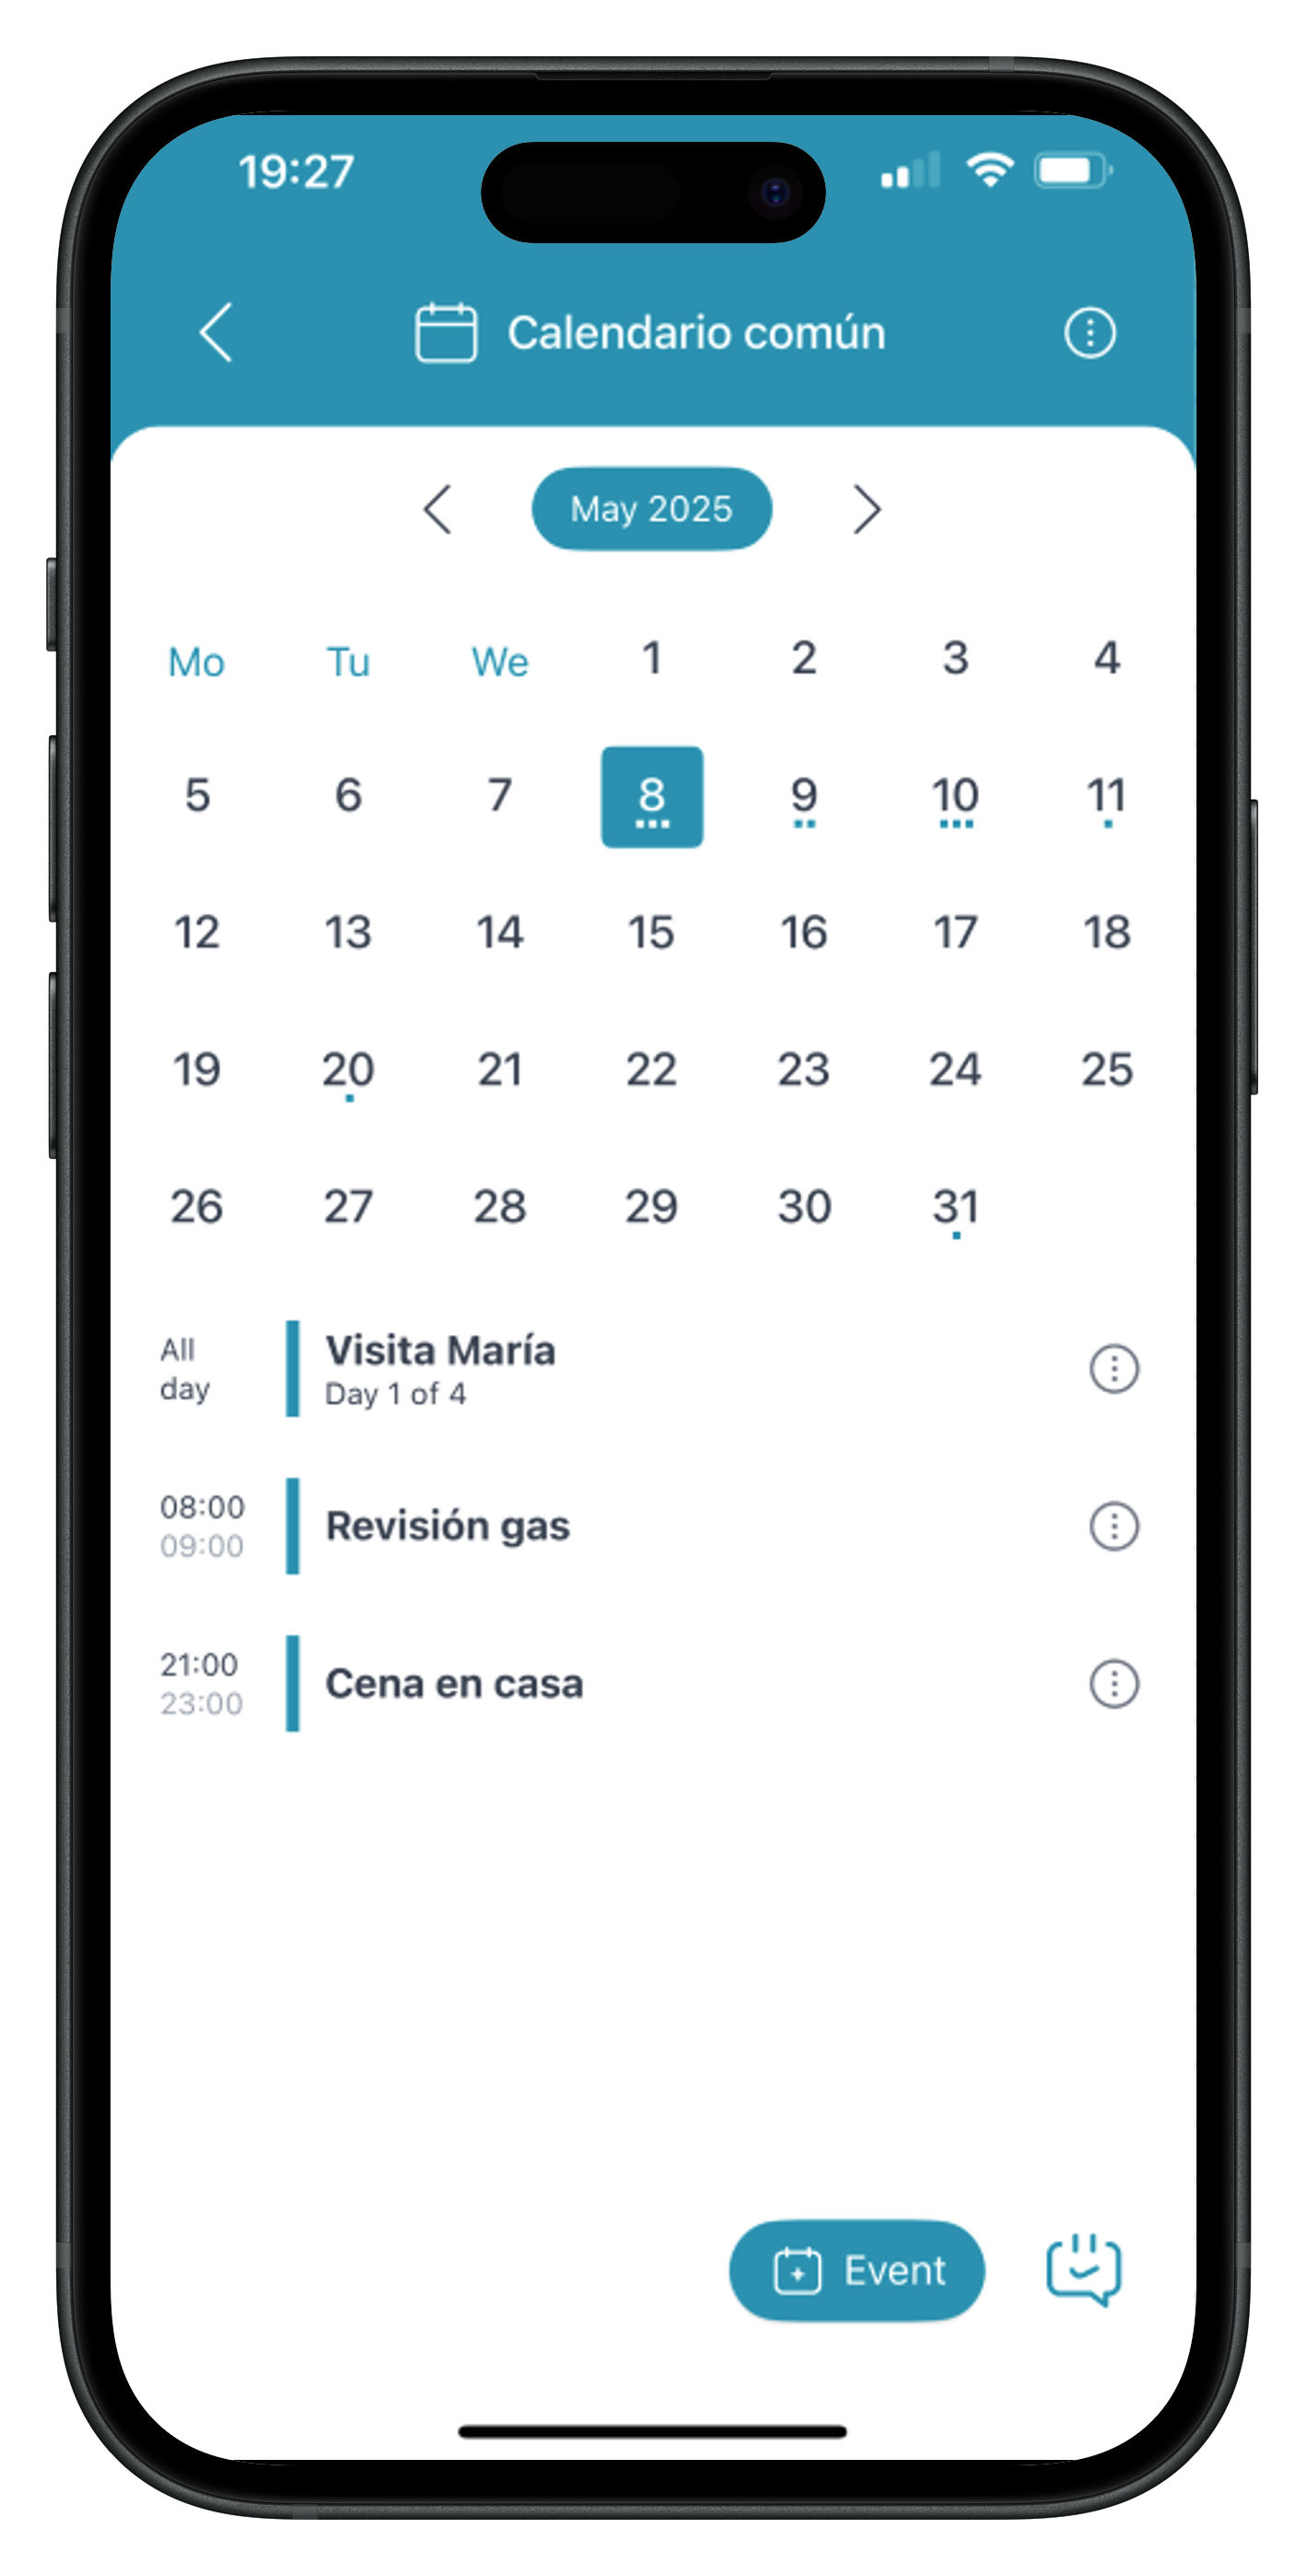 19:27
Calendario común
May 2025
Mo Tu We 1 2 3 4
5 6 7 8 9 10 11
12 13 14 15 16 17 18
19 20 21 22 23 24 25
26 27 28 29 30 31
All day
Visita María
Day 1 of 4
08:00
09:00
Revisión gas
21:00
23:00
Cena en casa
Event